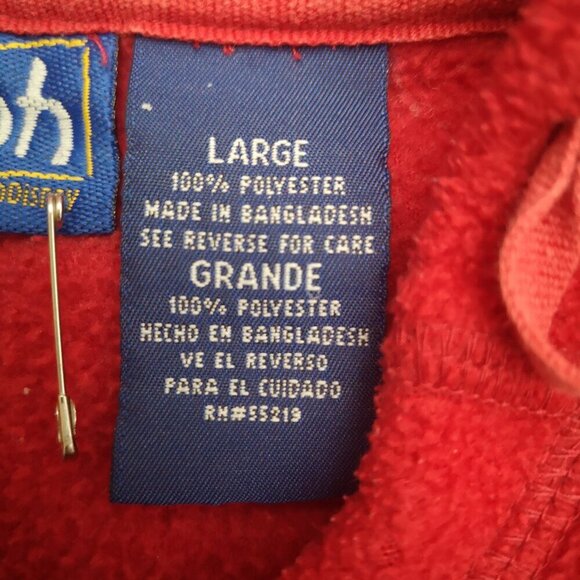 LARGE
100% POLYESTER
MADE IN BANGLADESH
SEE REVERSE FOR CARE
GRANDE
100% POLYESTER
HECHO EN BANGLADESH
VE EL REVERSO
PARA EL CUIDADO
RN#55219